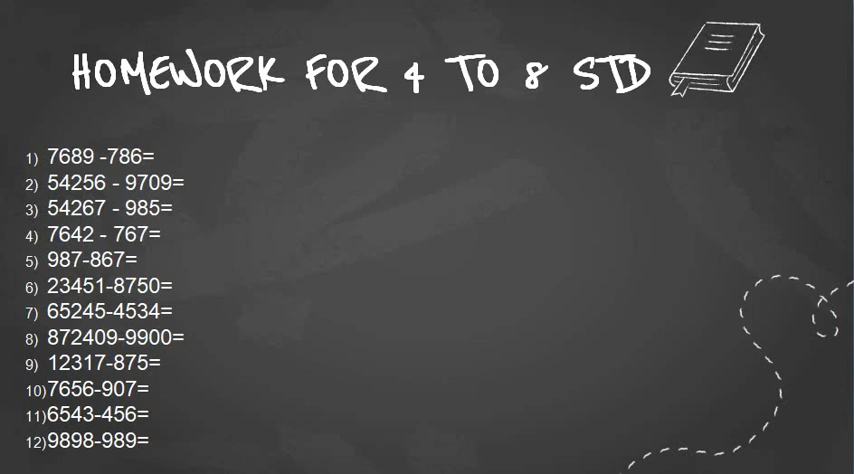 HOMEWORK FOR 4 TO 8 STD
1) 7689 -786=
2) 54256 - 9709=
3) 54267 - 985=
4) 7642 - 767=
5) 987-867=
6) 23451-8750=
7) 65245-4534=
8) 872409-9900=
9) 12317-875=
10)7656-907=
11)6543-456=
12)9898-989=